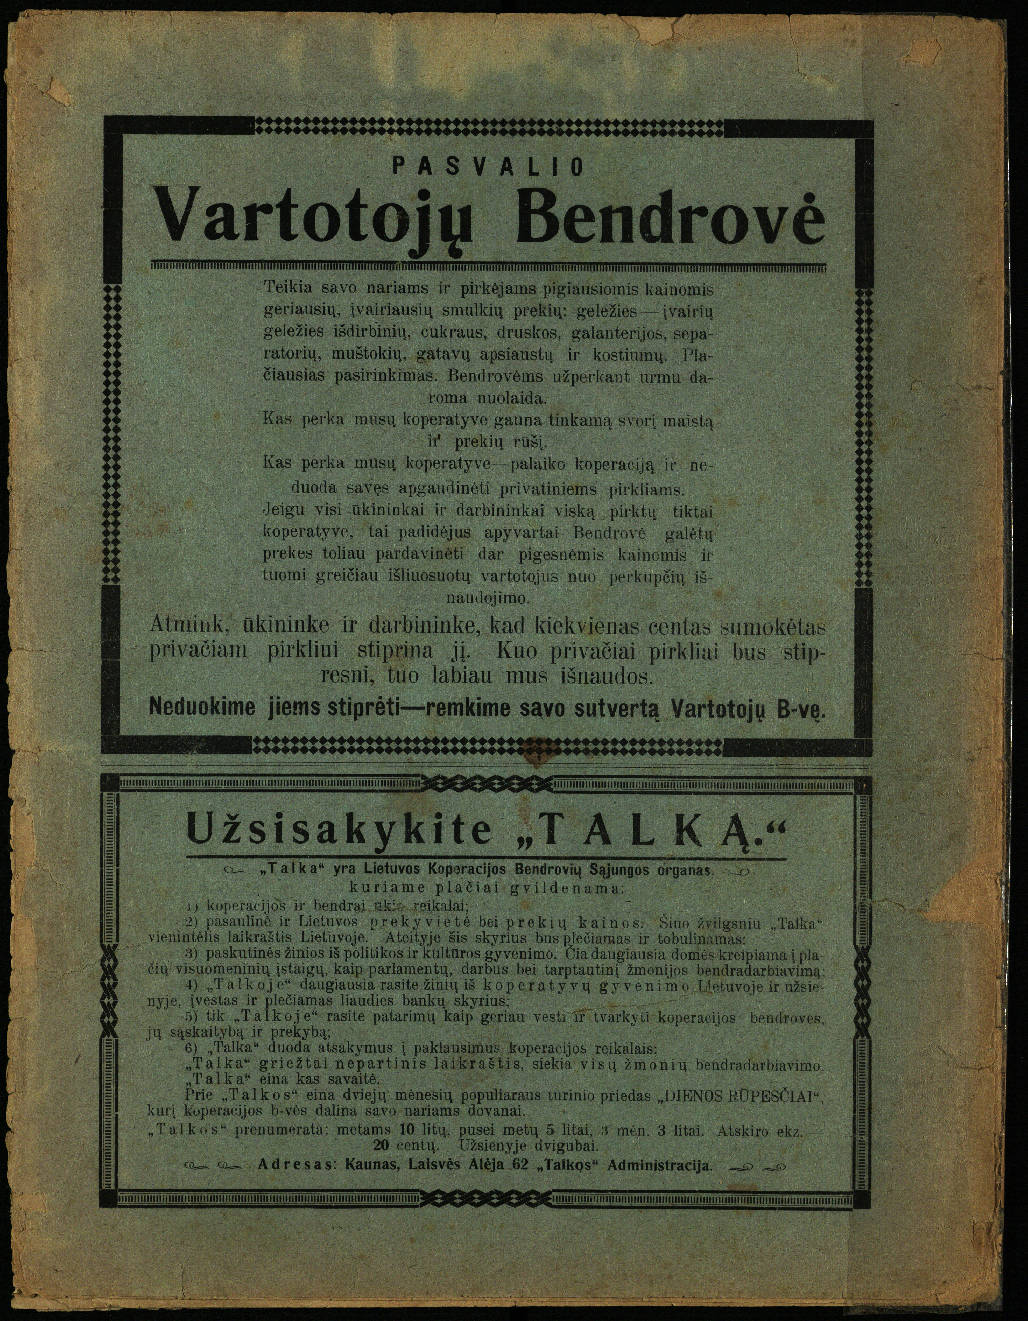 PASVALIO
Vartotojų Bendrovė
Teikia savo nariams ir pirkėjams pigiausiomis kainomis
geriausių, įvairiausių smulkių prekių: geležies — įvairių
geležies išdirbinių, cukraus, druskos, galanterijos, sepa-
ratorių, muštokių, gatavų apsiaustų ir kostiumų. Pla-
čiausias pasirinkimas. Bendrovėms užperkant urmu da-
roma nuolaida.
Kas perka musų koperatyve gauna tinkamą svorį maistą
ir prekių rūšį.
Kas perka musų koperatyve—palaiko koperaciją ir ne-
duoda savęs apgaudinėti privatiniems pirkliams.
Jeigu visi ūkininkai ir darbininkai viską pirktų tiktai
koperatyve, tai padidėjus apyvartai Bendrovė galėtų
prekes toliau pardavinėti dar pigesnėmis kainomis ir
tuomi greičiau išliuosuotų vartotojus nuo perkupčių iš-
naudojimo.
Atmink, ūkininke ir darbininke, kad kiekvienas centas sumokėtas
privačiam pirkliui stiprina jį. Kuo privačiai pirkliai bus stip-
resni, tuo labiau mus išnaudos.
Neduokime jiems stiprėti—remkime savo sutvertą Vartotojų B-vę.
Užsisakykite „TALKĄ.“
„Talka“ yra Lietuvos Koperacijos Bendrovių Sąjungos organas.
kuriame plačiai gvildenama:
1) koperacijos ir bendrai ukio reikalai;
2) pasaulinė ir Lietuvos prekyvietė bei prekių kainos. Šiuo žvilgsniu „Talka“
vienintėlis laikraštis Lietuvoje. Ateityje šis skyrius bus plečiamas ir tobulinamas;
3) paskutinės žinios iš politikos ir kultūros gyvenimo. Čia daugiausia domės kreipiama į pla-
čių visuomeninių įstaigų, kaip parlamentų, darbus bei tarptautinį žmonijos bendradarbiavimą;
4) „Talkoje“ daugiausia rasite žinių iš koperatyvų gyvenimo Lietuvoje ir užsie-
nyje, įvestas ir plečiamas liaudies bankų skyrius;
5) tik „Talkoje“ rasite patarimų kaip geriau vesti ir tvarkyti koperacijos bendroves,
jų sąskaitybą ir prekybą;
6) „Talka“ duoda atsakymus į paklausimus koperacijos reikalais;
„Talka“ griežtai nepartinis laikraštis, siekia visų žmonių bendradarbiavimo.
„Talka“ eina kas savaitė.
Prie „Talkos“ eina dviejų mėnesių populiaraus turinio priedas „DIENOS RŪPESČIAI“,
kurį koperacijos b-vės dalina savo nariams dovanai.
„Talkos“ prenumerata: metams 10 litų, pusei metų 5 litai, 3 mėn. 3 litai. Atskiro ekz.
20 centų. Užsienyje dvigubai.
Adresas: Kaunas, Laisvės Alėja 62 „Talkos“ Administracija.